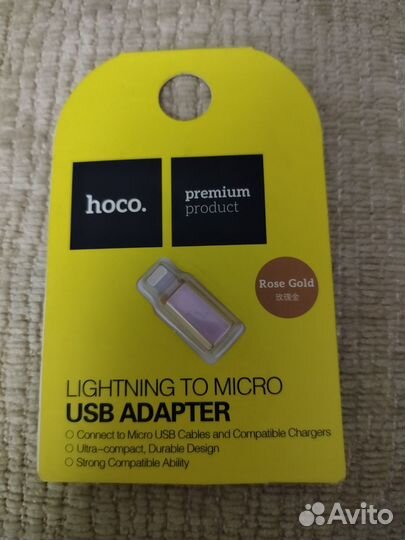 hoco.
premium
product
Rose Gold
玫瑰金
LIGHTNING TO MICRO
USB ADAPTER
Connect to Micro USB Cables and Compatible Chargers
Ultra-compact, Durable Design
Strong Compatible Ability
Avito